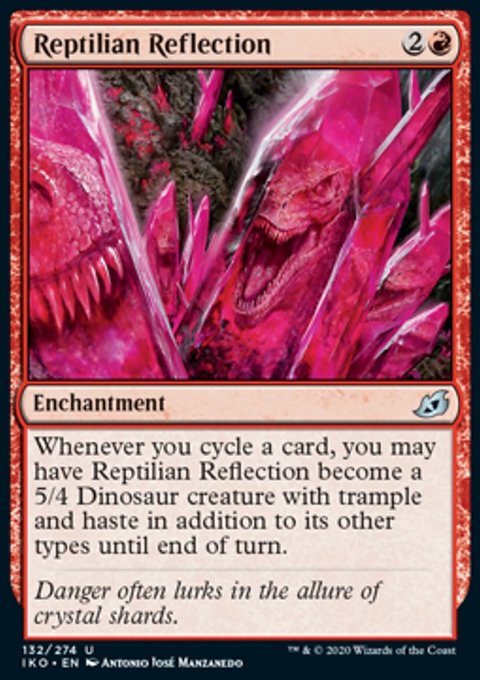 Reptilian Reflection 2
Enchantment
Whenever you cycle a card, you may
have Reptilian Reflection become a
5/4 Dinosaur creature with trample
and haste in addition to its other
types until end of turn.
Danger often lurks in the allure of
crystal shards.
132/274 U
™ & © 2020 Wizards of the Coast
IKO • EN Antonio José Manzanedo